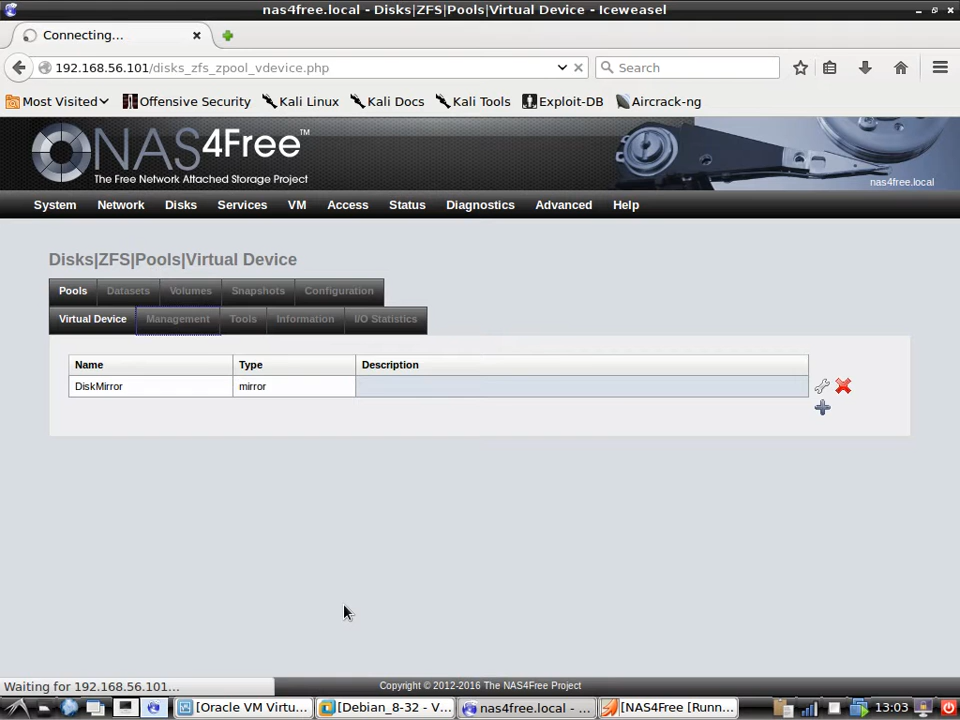 nas4free.local - Disks|ZFS|Pools|Virtual Device - Iceweasel
Connecting...
192.168.56.101/disks_zfs_zpool_vdevice.php
Search
Most Visited
Offensive Security
Kali Linux
Kali Docs
Kali Tools
Exploit-DB
Aircrack-ng
NAS4Free™
The Free Network Attached Storage Project
nas4free.local
System Network Disks Services VM Access Status Diagnostics Advanced Help
Disks|ZFS|Pools|Virtual Device
Pools Datasets Volumes Snapshots Configuration
Virtual Device Management Tools Information I/O Statistics
Name Type Description
DiskMirror mirror
Waiting for 192.168.56.101...
Copyright © 2012-2016 The NAS4Free Project
[Oracle VM Virtu...
[Debian_8-32 - V...
nas4free.local - ...
[NAS4Free [Runn...
13:03